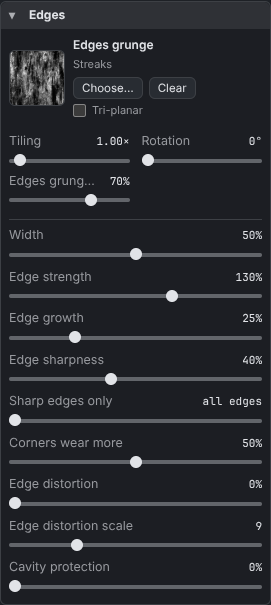 ▼ Edges
Edges grunge
Streaks
Choose... Clear
Tri-planar
Tiling 1.00× Rotation 0°
Edges grung... 70%
Width 50%
Edge strength 130%
Edge growth 25%
Edge sharpness 40%
Sharp edges only all edges
Corners wear more 50%
Edge distortion 0%
Edge distortion scale 9
Cavity protection 0%